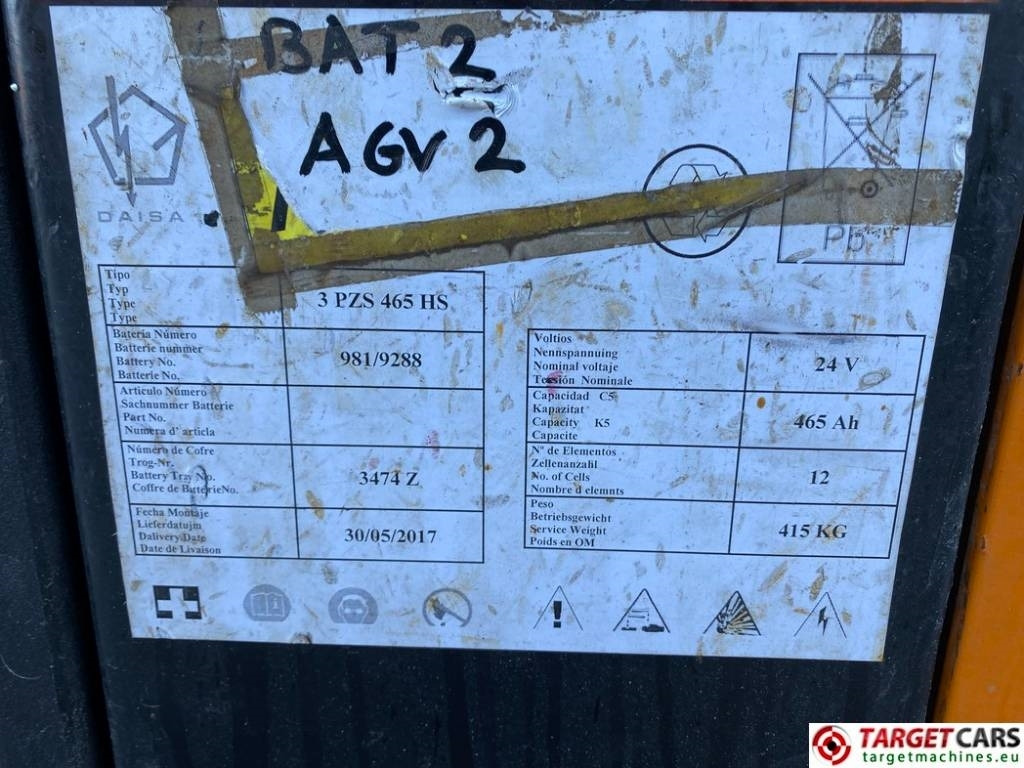 BAT 2
AGV 2
DAISA
Pb
Tipo
Typ
Type
Type
3 PZS 465 HS
Bateria Número
Batterie nummer
Battery No.
Batterie No.
981/9288
Articulo Número
Sachnummer Batterie
Part No.
Numera d' articla
Número de Cofre
Trog-Nr.
Battery Tray No.
Coffre de BatterieNo.
3474 Z
Fecha Montaje
Lieferdatujm
Dalivery Date
Date de Livaison
30/05/2017
Voltios
Nennspannuing
Nominal voltaje
Tessión Nominale
24 V
Capacidad C5
Kapazitat
Capacity K5
Capacite
465 Ah
Nº de Elementos
Zellenanzahl
No. of Cells
Nombre d elemnts
12
Peso
Betriebsgewicht
Service Weight
Poids en OM
415 KG
TARGETCARS
targetmachines.eu